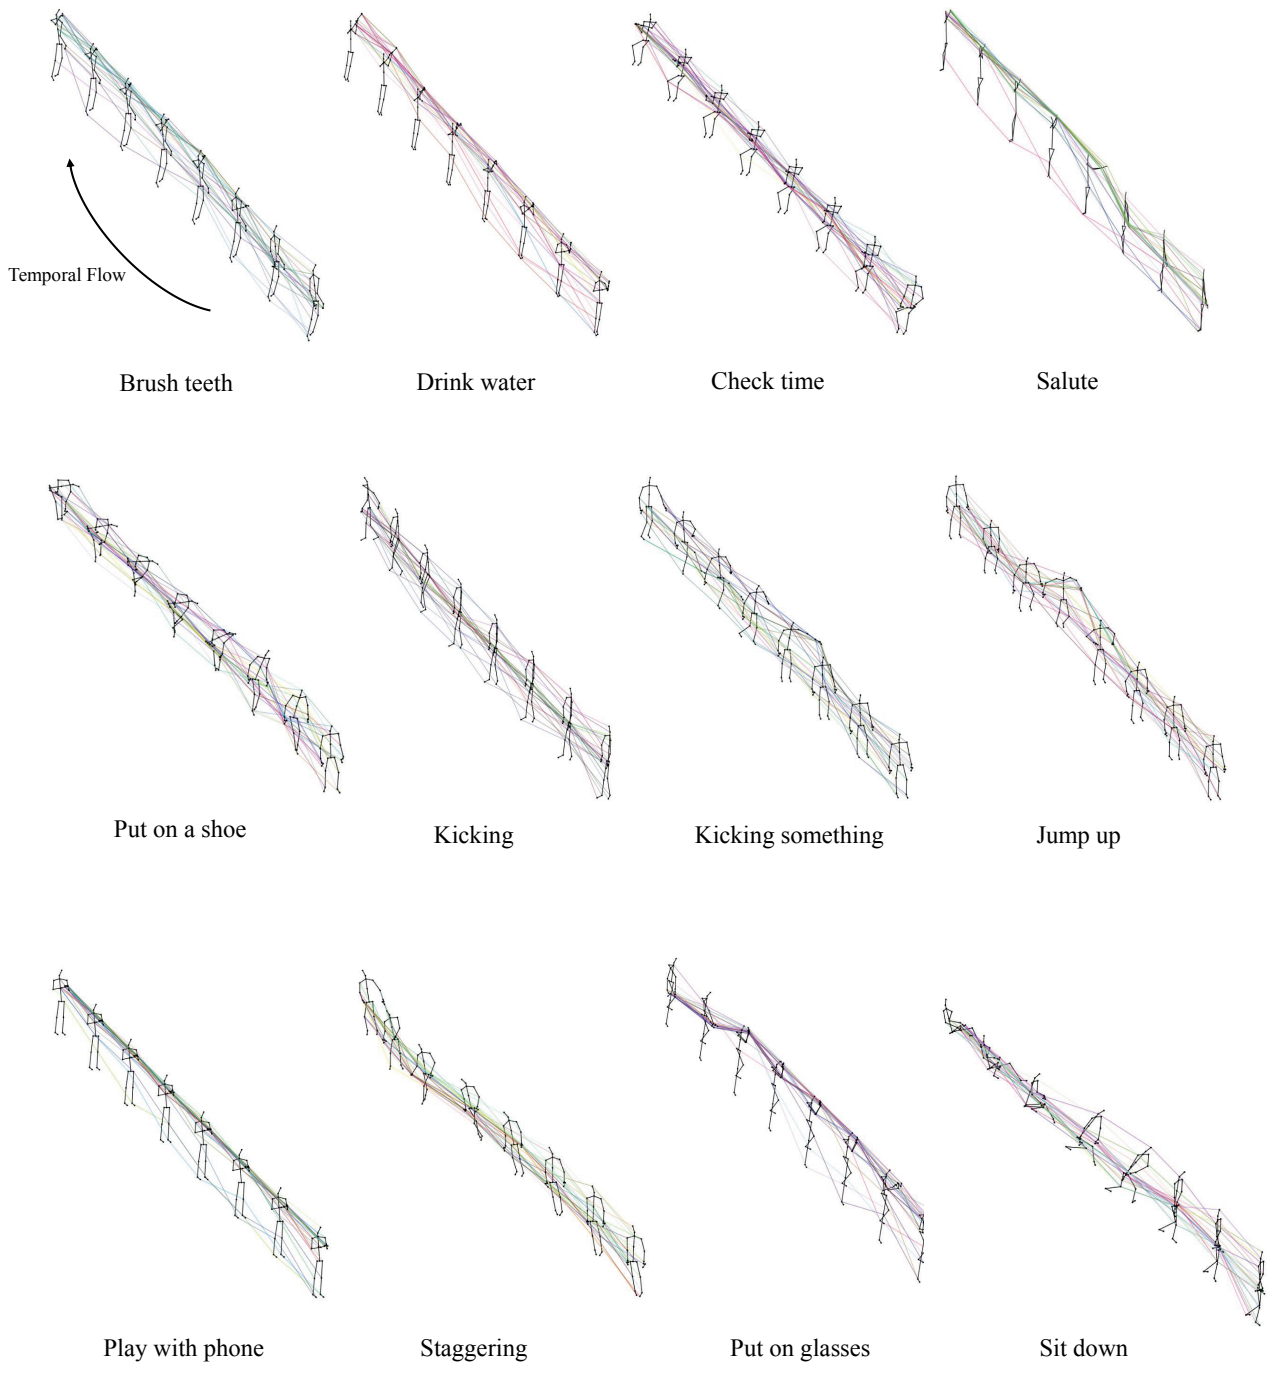 Temporal Flow
Brush teeth
Drink water
Check time
Salute
Put on a shoe
Kicking
Kicking something
Jump up
Play with phone
Staggering
Put on glasses
Sit down